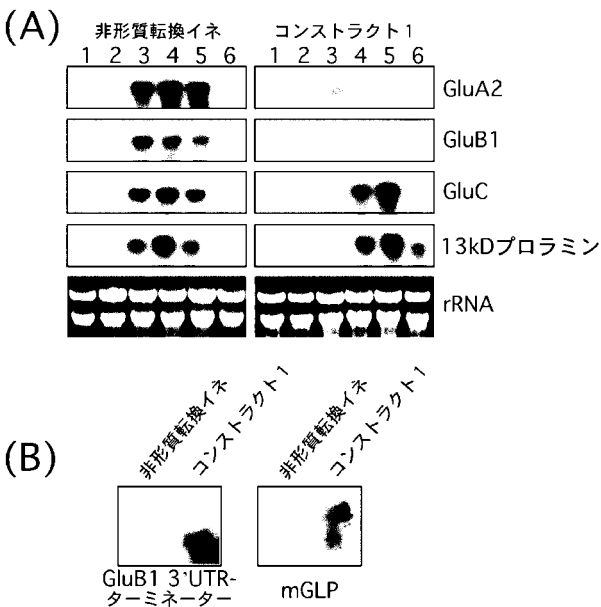 (A)
非形質転換イネ コンストラクト1
1 2 3 4 5 6 1 2 3 4 5 6
GluA2
GluB1
GluC
13kDプロラミン
rRNA
(B)
非形質転換イネ
コンストラクト1
非形質転換イネ
コンストラクト1
GluB1 3'UTR-
ターミネーター
mGLP